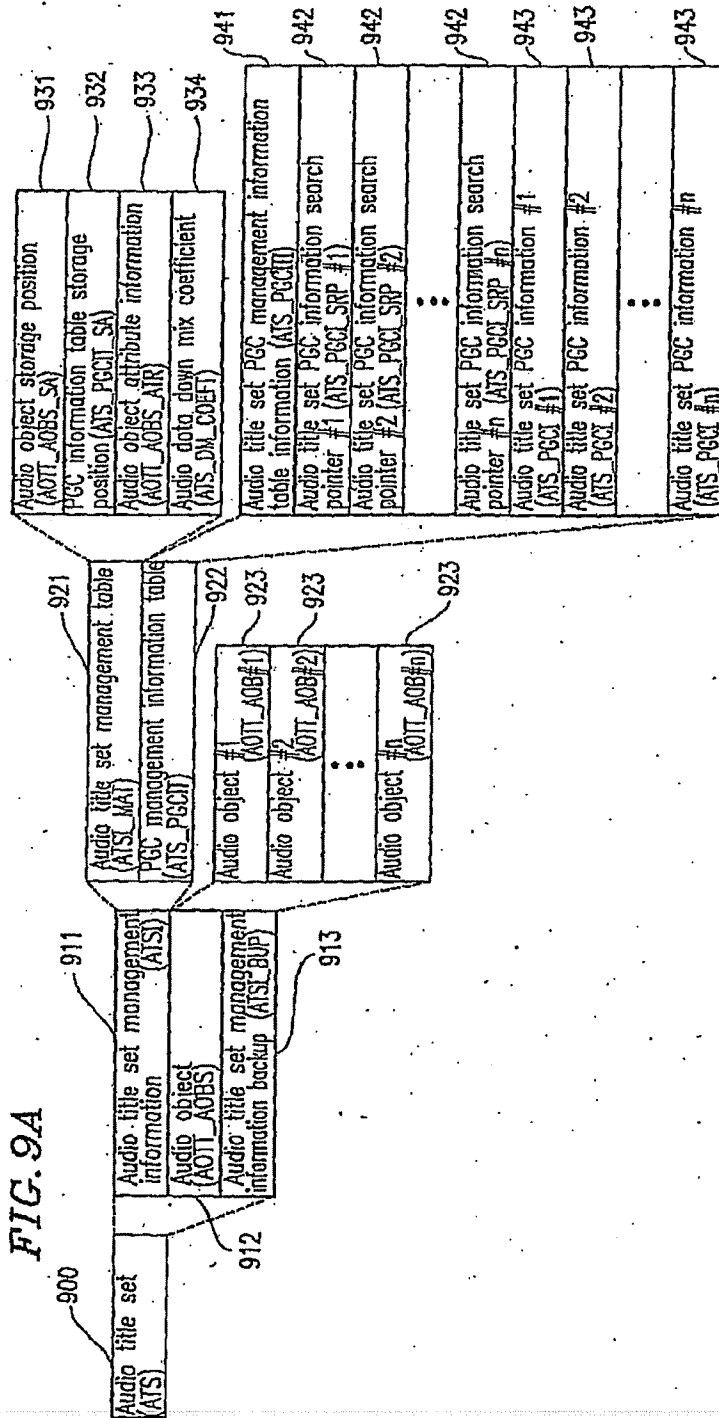 FIG. 9A
900
Audio title set
(ATS)
911
Audio title set management
information (ATSI)
Audio object
(AOTT_AOBS)
Audio title set management
information backup (ATSI_BUP)
912
913
921
Audio title set management table
(ATSI_MAT)
PGC management information table
(ATS_PGCIT)
922
Audio object #1
(AOTT_AOB#1)
923
Audio object #2
(AOTT_AOB#2)
923
•••
Audio object #n
(AOTT_AOB#n)
923
Audio object storage position
(AOTT_AOBS_SA)
931
PGC information table storage
position (ATS_PGCIT_SA)
932
Audio object attribute information
(AOTT_AOBS_ATR)
933
Audio data down mix coefficient
(ATS_DM_COEFT)
934
Audio title set PGC management information
table information (ATS_PGCITI)
941
Audio title set PGC information search
pointer #1 (ATS_PGCI_SRP #1)
942
Audio title set PGC information search
pointer #2 (ATS_PGCI_SRP #2)
942
•••
Audio title set PGC information search
pointer #n (ATS_PGCI_SRP #n)
942
Audio title set PGC information #1
(ATS_PGCI #1)
943
Audio title set PGC information #2
(ATS_PGCI #2)
943
•••
Audio title set PGC information #n
(ATS_PGCI #n)
943